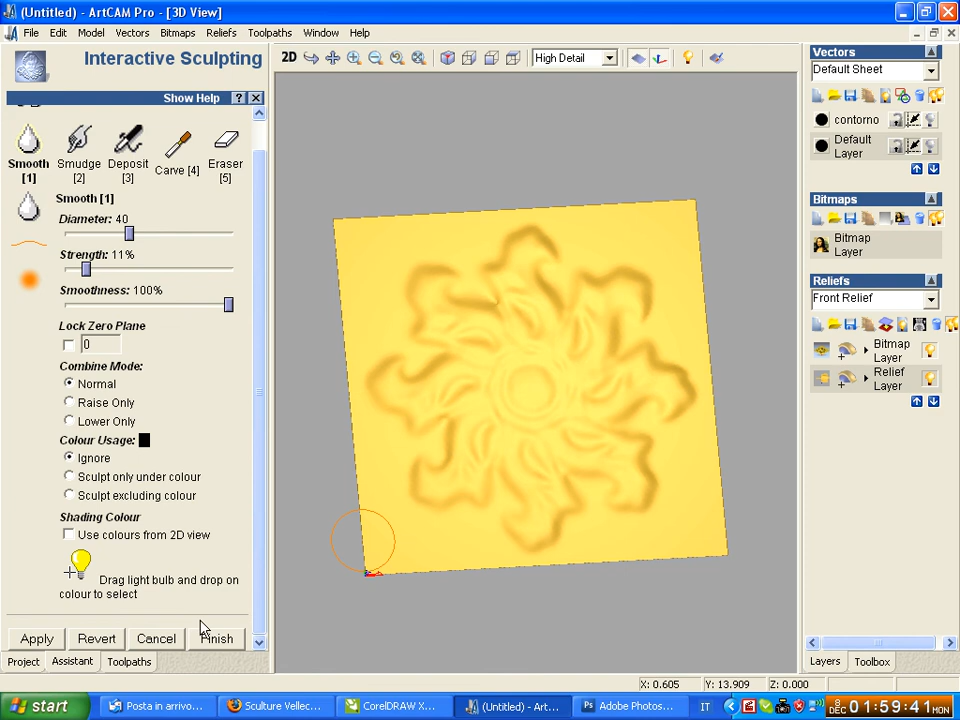 (Untitled) - ArtCAM Pro - [3D View]
File Edit Model Vectors Bitmaps Reliefs Toolpaths Window Help
Interactive Sculpting
Show Help ?
2D High Detail
Smooth [1] Smudge [2] Deposit [3] Carve [4] Eraser [5]
Smooth [1]
Diameter: 40
Strength: 11%
Smoothness: 100%
Lock Zero Plane
0
Combine Mode:
Normal
Raise Only
Lower Only
Colour Usage:
Ignore
Sculpt only under colour
Sculpt excluding colour
Shading Colour
Use colours from 2D view
Drag light bulb and drop on
colour to select
Apply Revert Cancel Finish
Project Assistant Toolpaths
Vectors
Default Sheet
contorno
Default
Layer
Bitmaps
Bitmap
Layer
Reliefs
Front Relief
Bitmap
Layer
Relief
Layer
Layers Toolbox
X: 0.605 Y: 13.909 Z: 0.000
start Posta in arrivo... Sculture Vellec... CorelDRAW X... (Untitled) - Art... Adobe Photos... IT 8 DEC 01:59:41 MON